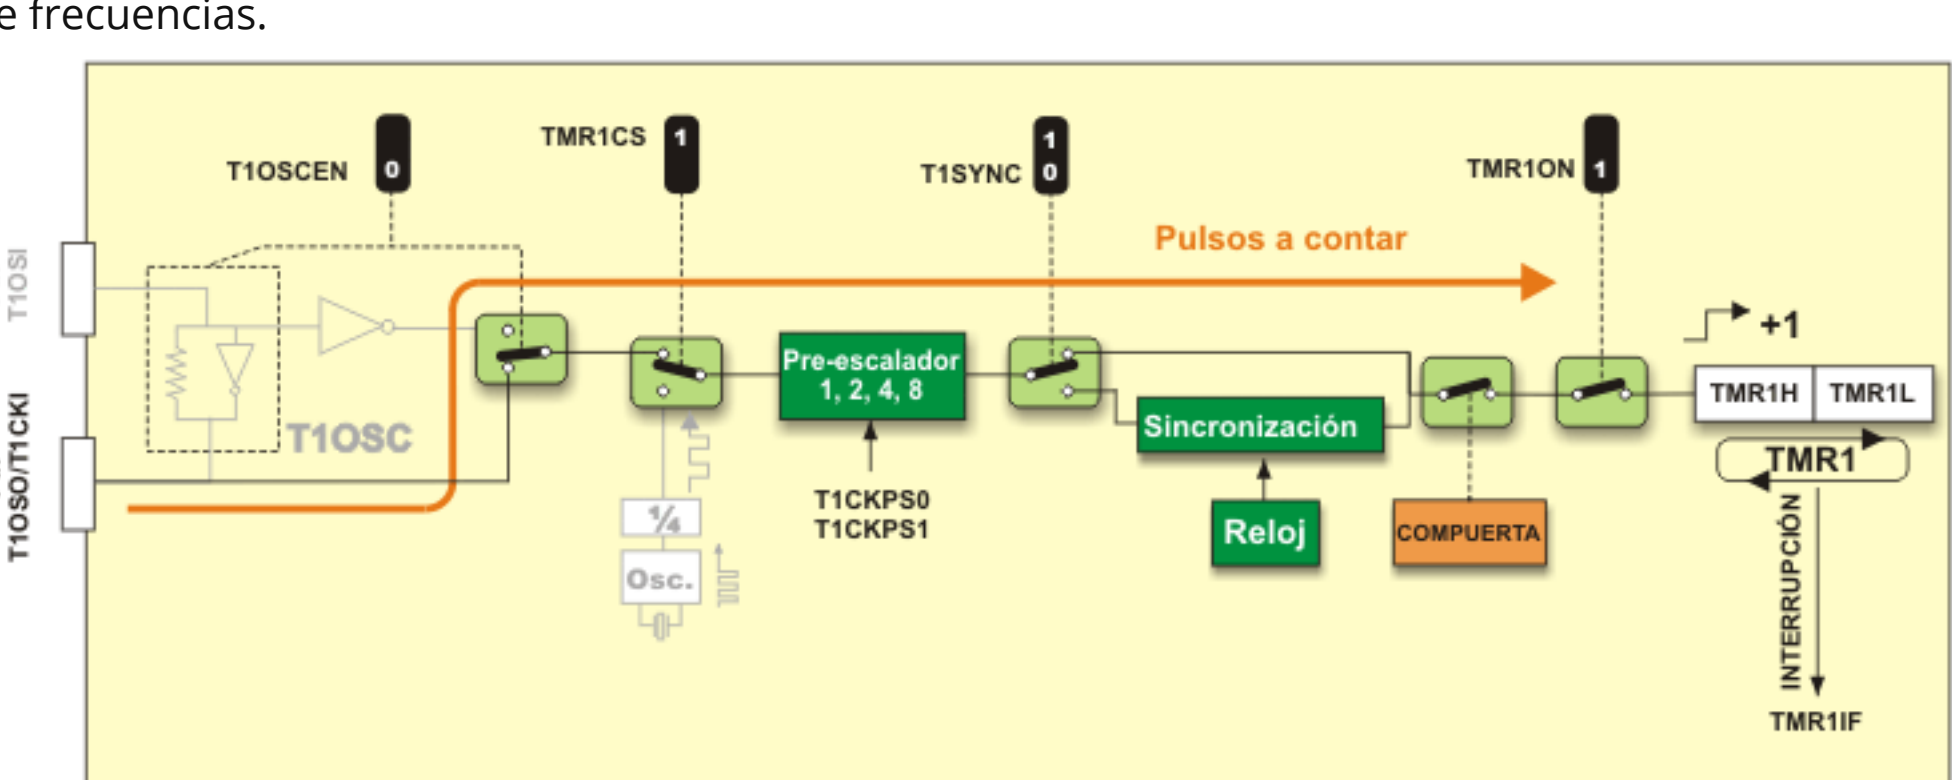 e frecuencias.
T1OSCEN
0
TMR1CS
1
T1SYNC
1
0
TMR1ON
1
Pulsos a contar
T1OSI
T1OSO/T1CKI
T1OSC
Pre-escalador
1, 2, 4, 8
T1CKPS0
T1CKPS1
¼
Osc.
Sincronización
Reloj
COMPUERTA
+1
TMR1H
TMR1L
TMR1
INTERRUPCIÓN
TMR1IF